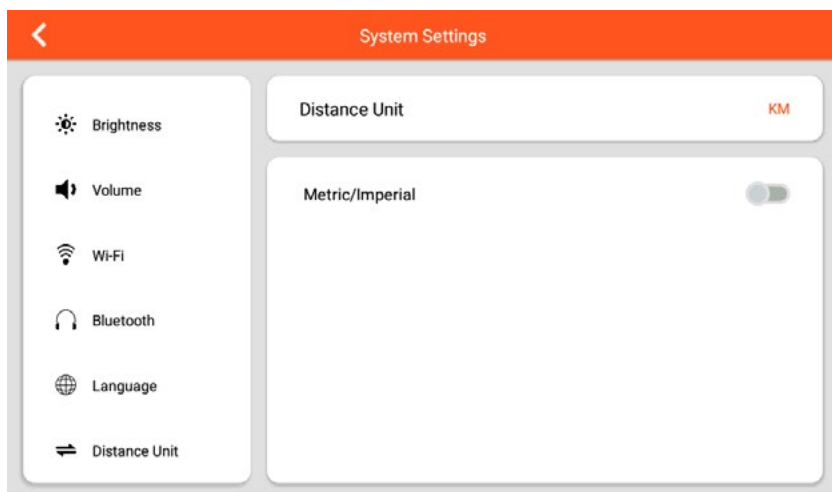 System Settings
Brightness
Volume
Wi-Fi
Bluetooth
Language
Distance Unit
Distance Unit KM
Metric/Imperial